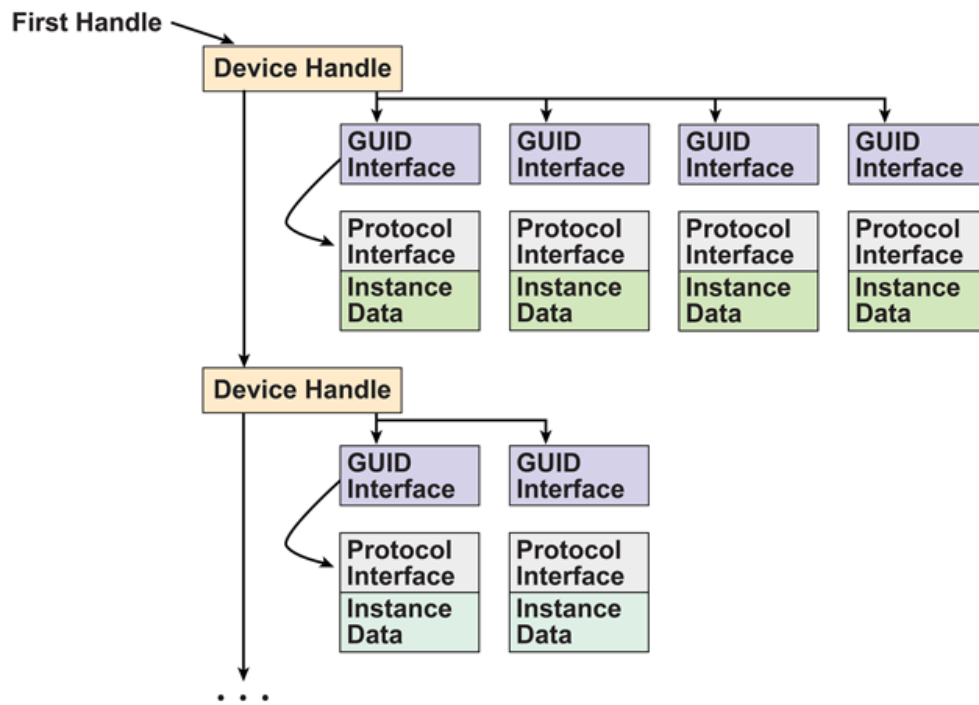 First Handle
Device Handle
GUID
Interface
GUID
Interface
GUID
Interface
GUID
Interface
Protocol
Interface
Instance
Data
Protocol
Interface
Instance
Data
Protocol
Interface
Instance
Data
Protocol
Interface
Instance
Data
Device Handle
GUID
Interface
GUID
Interface
Protocol
Interface
Instance
Data
Protocol
Interface
Instance
Data
. . .